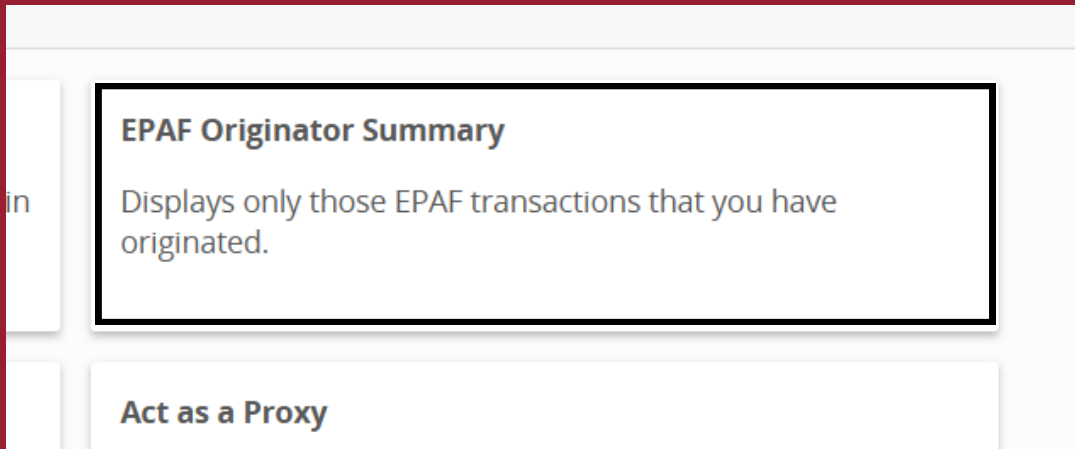 EPAF Originator Summary
in
Displays only those EPAF transactions that you have
originated.
Act as a Proxy